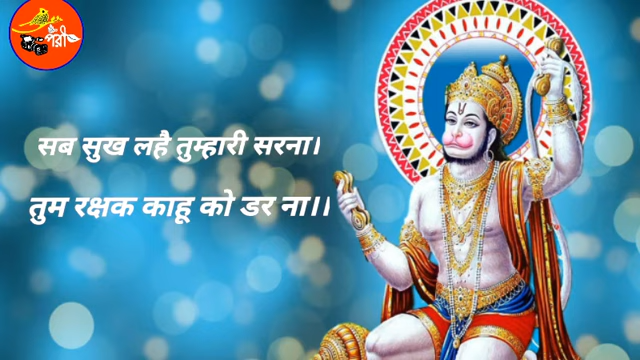 सब सुख लहै तुम्हारी सरना।
तुम रक्षक काहू को डर ना।।